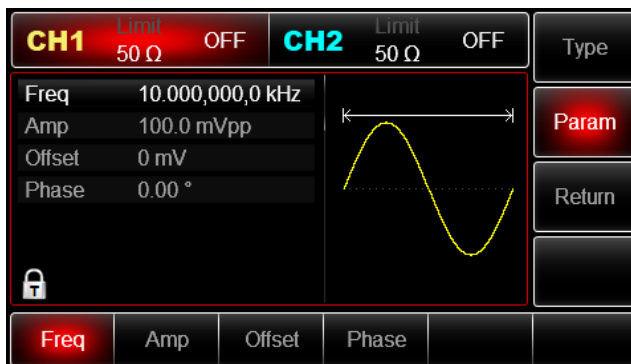 CH1 Limit 50 Ω OFF CH2 Limit 50 Ω OFF
Type
Freq 10.000,000,0 kHz
Amp 100.0 mVpp
Offset 0 mV
Phase 0.00 °
T
Param
Return
Freq Amp Offset Phase